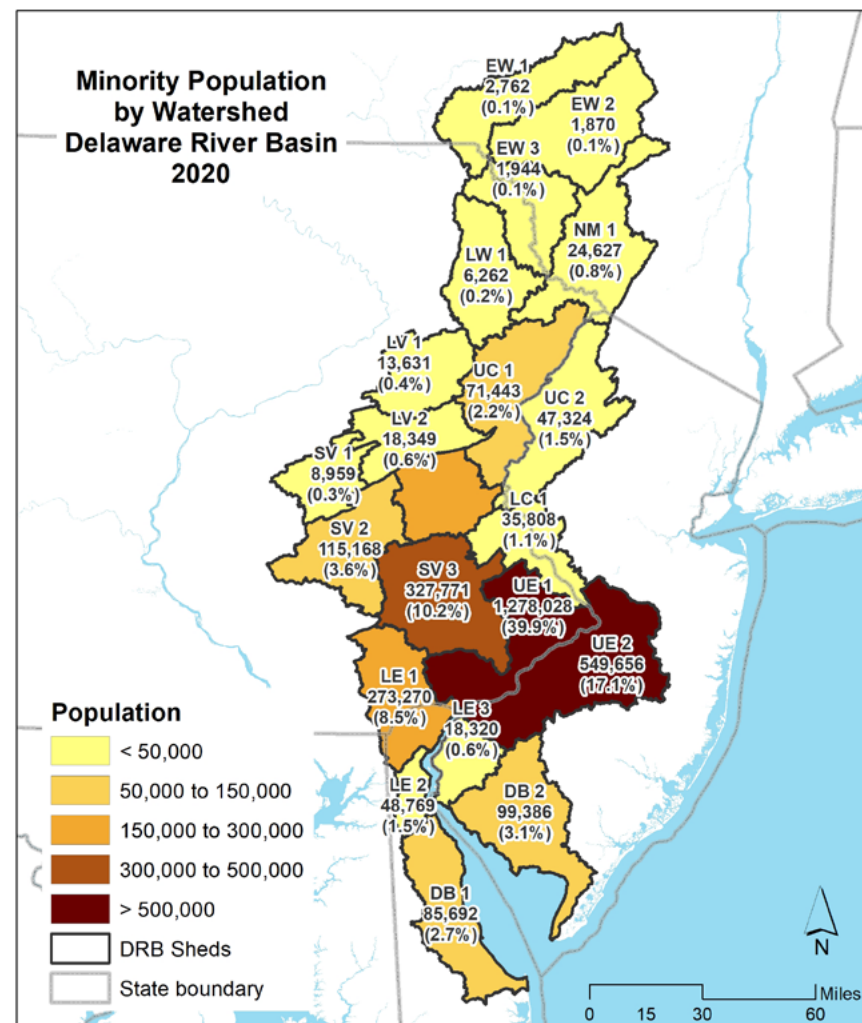 Minority Population
by Watershed
Delaware River Basin
2020
EW 1
2,762
(0.1%)
EW 2
1,870
(0.1%)
EW 3
1,944
(0.1%)
NM 1
24,627
(0.8%)
LW 1
6,262
(0.2%)
LV 1
13,631
(0.4%)
UC 1
71,443
(2.2%)
UC 2
47,324
(1.5%)
LV 2
18,349
(0.6%)
SV 1
8,959
(0.3%)
LC 1
35,808
(1.1%)
SV 2
115,168
(3.6%)
SV 3
327,771
(10.2%)
UE 1
1,278,028
(39.9%)
UE 2
549,656
(17.1%)
LE 1
273,270
(8.5%)
LE 3
18,320
(0.6%)
LE 2
48,769
(1.5%)
DB 2
99,386
(3.1%)
DB 1
85,692
(2.7%)
Population
< 50,000
50,000 to 150,000
150,000 to 300,000
300,000 to 500,000
> 500,000
DRB Sheds
State boundary
N
Miles
0 15 30 60